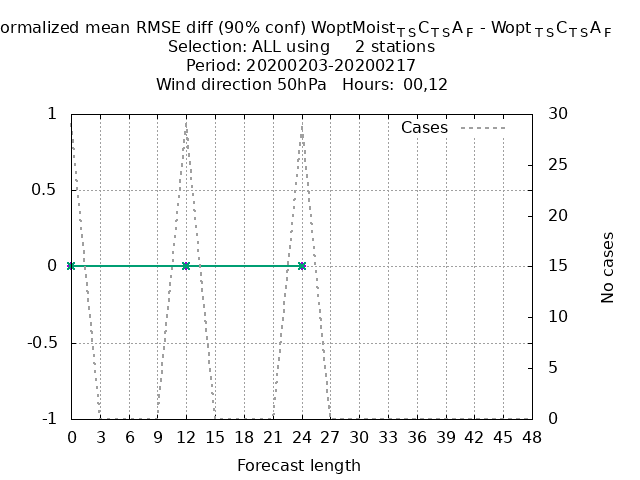 ormalized mean RMSE diff (90% conf) WoptMoist_TSC_TSA_F - Wopt_TSC_TSA_F
Selection: ALL using 2 stations
Period: 20200203-20200217
Wind direction 50hPa Hours: 00,12
Cases
1
0.5
0
-0.5
-1
30
25
20
15
10
5
0
No cases
0 3 6 9 12 15 18 21 24 27 30 33 36 39 42 45 48
Forecast length